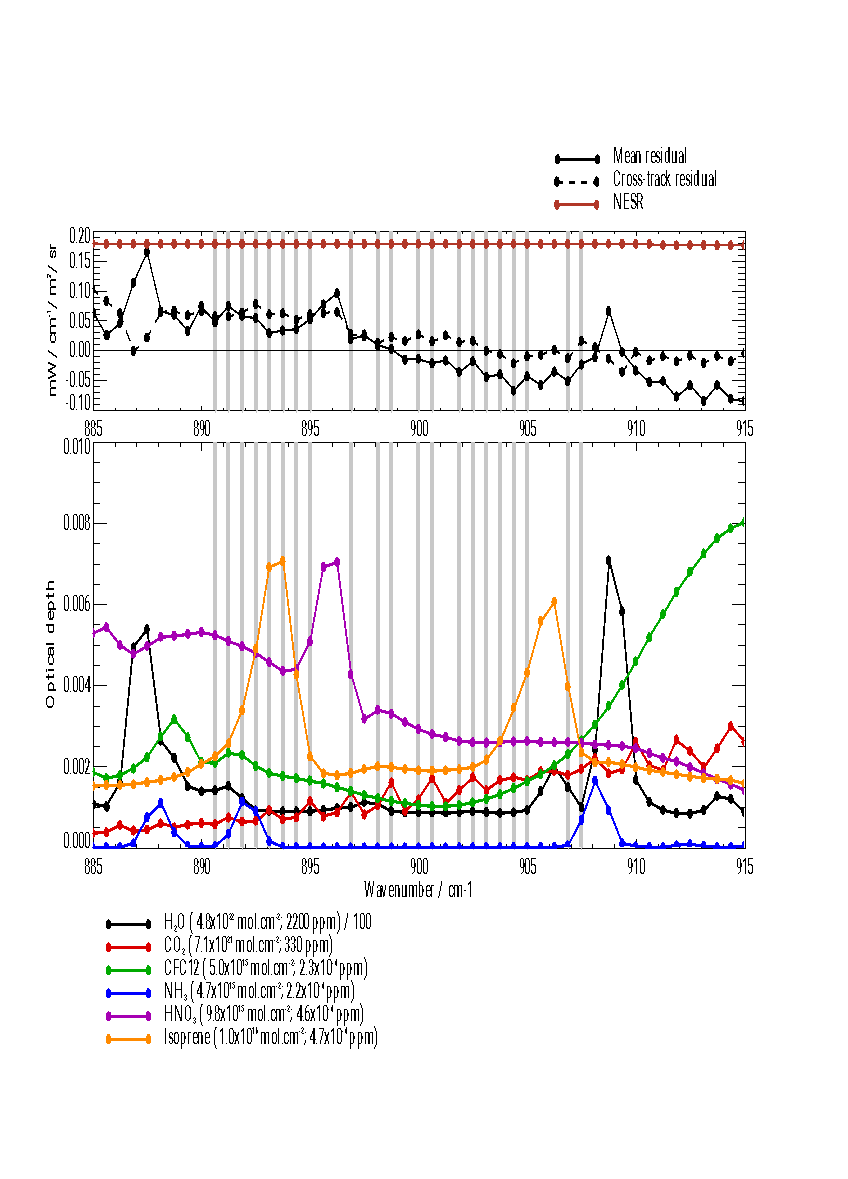 Mean residual
Cross-track residual
NESR
mW / cm⁻¹/ m²/ sr
0.20
0.15
0.10
0.05
0.00
-0.05
-0.10
885 890 895 900 905 910 915
Optical depth
0.010
0.008
0.006
0.004
0.002
0.000
885 890 895 900 905 910 915
Wavenumber / cm-1
H₂O ( 4.8x10²² mol.cm⁻²; 2200 ppm) / 100
CO₂ ( 7.1x10²¹ mol.cm⁻²; 330 ppm)
CFC12 ( 5.0x10¹⁵ mol.cm⁻²; 2.3x10⁻⁴ ppm)
NH₃ ( 4.7x10¹⁵ mol.cm⁻²; 2.2x10⁻⁴ ppm)
HNO₃ ( 9.8x10¹⁵ mol.cm⁻²; 4.6x10⁻⁴ ppm)
Isoprene ( 1.0x10¹⁶ mol.cm⁻²; 4.7x10⁻⁴ ppm)